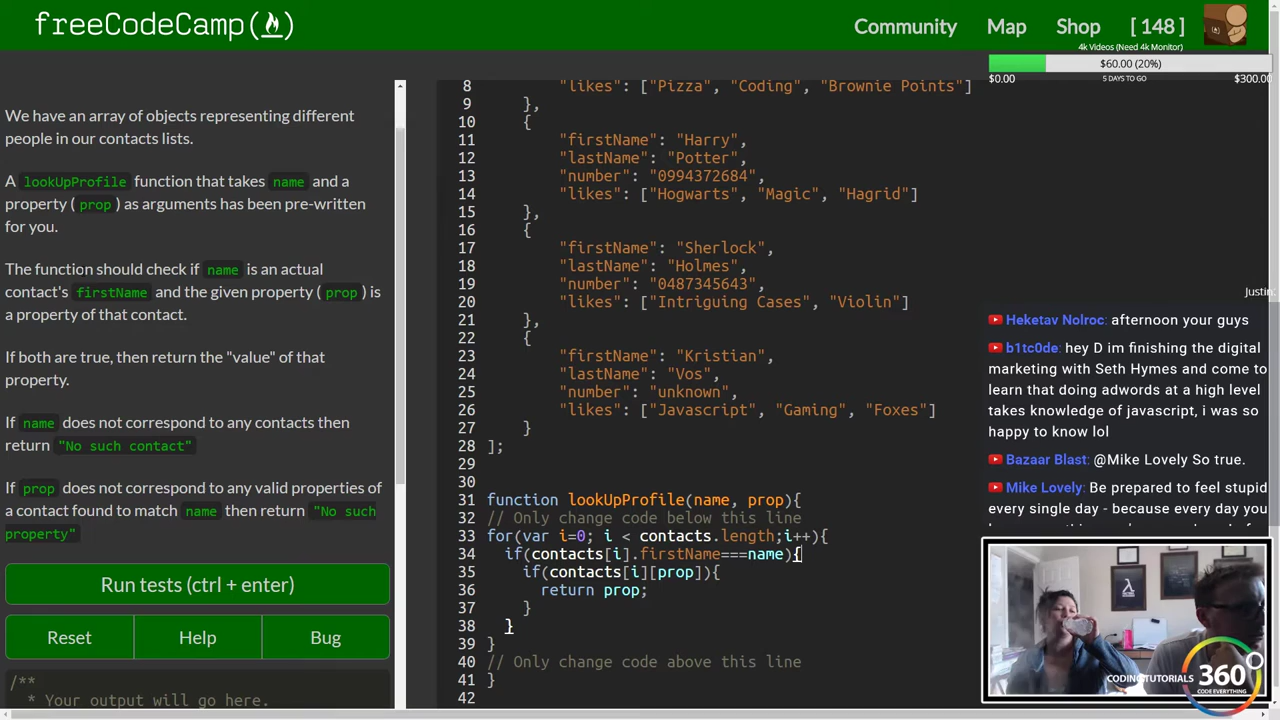 freeCodeCamp(🔥)
Community Map Shop [ 148 ]
4k Videos (Need 4k Monitor)
$60.00 (20%)
$0.00 5 DAYS TO GO $300.00
We have an array of objects representing different
people in our contacts lists.
A lookUpProfile function that takes name and a
property ( prop ) as arguments has been pre-written
for you.
The function should check if name is an actual
contact's firstName and the given property ( prop ) is
a property of that contact.
If both are true, then return the "value" of that
property.
If name does not correspond to any contacts then
return "No such contact"
If prop does not correspond to any valid properties of
a contact found to match name then return "No such
property"
Run tests (ctrl + enter)
Reset Help Bug
/**
* Your output will go here.
8 "likes": ["Pizza", "Coding", "Brownie Points"]
9 },
10 {
11 "firstName": "Harry",
12 "lastName": "Potter",
13 "number": "0994372684",
14 "likes": ["Hogwarts", "Magic", "Hagrid"]
15 },
16 {
17 "firstName": "Sherlock",
18 "lastName": "Holmes",
19 "number": "0487345643",
20 "likes": ["Intriguing Cases", "Violin"]
21 },
22 {
23 "firstName": "Kristian",
24 "lastName": "Vos",
25 "number": "unknown",
26 "likes": ["Javascript", "Gaming", "Foxes"]
27 }
28 ];
29
30
31 function lookUpProfile(name, prop){
32 // Only change code below this line
33 for(var i=0; i < contacts.length;i++){
34 if(contacts[i].firstName===name){
35 if(contacts[i][prop]){
36 return prop;
37 }
38 }
39 }
40 // Only change code above this line
41 }
42
Justin
Heketav Nolroc: afternoon your guys
b1tc0de: hey D im finishing the digital
marketing with Seth Hymes and come to
learn that doing adwords at a high level
takes knowledge of javascript, i was so
happy to know lol
Bazaar Blast: @Mike Lovely So true.
Mike Lovely: Be prepared to feel stupid
every single day - because every day you
CODING TUTORIALS 360°
CODE EVERYTHING